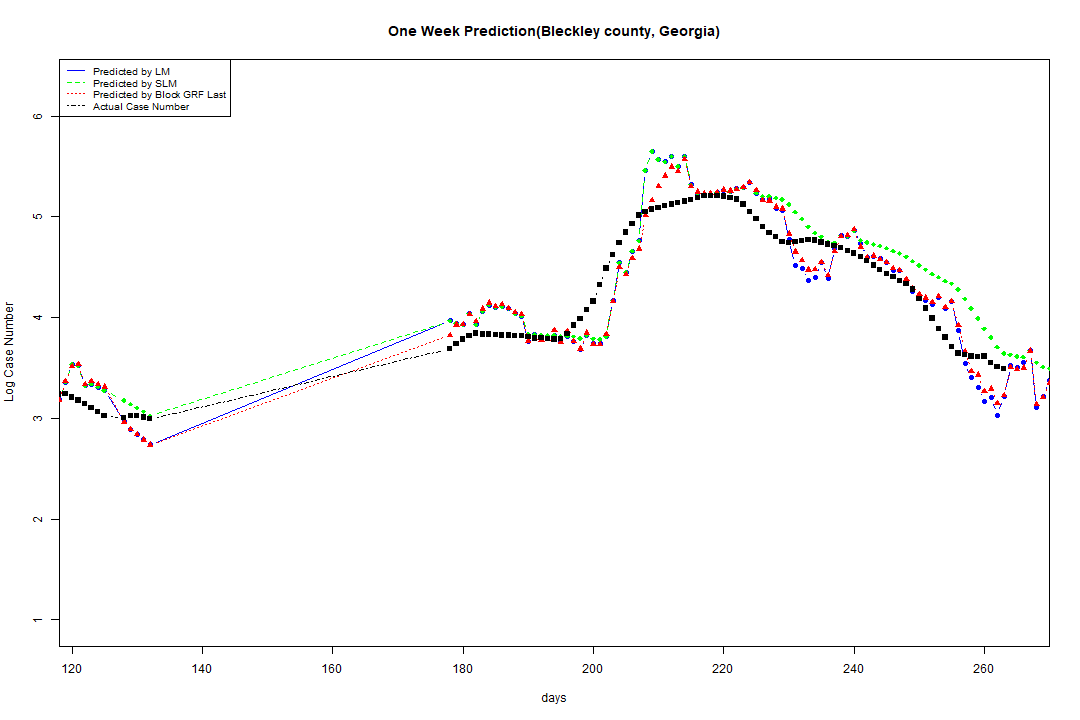 One Week Prediction(Bleckley county, Georgia)
Predicted by LM
Predicted by SLM
Predicted by Block GRF Last
Actual Case Number
6
5
4
3
2
1
Log Case Number
120 140 160 180 200 220 240 260
days